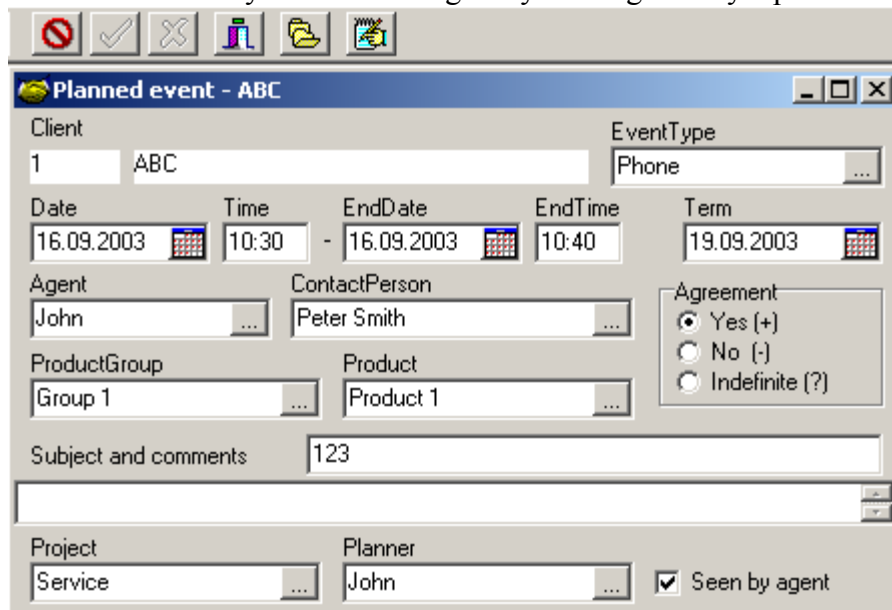 Planned event - ABC
Client EventType
1 ABC Phone ...
Date Time EndDate EndTime Term
16.09.2003 10:30 - 16.09.2003 10:40 19.09.2003
Agent ContactPerson
John ... Peter Smith ...
Agreement
Yes (+)
No (-)
Indefinite (?)
ProductGroup Product
Group 1 ... Product 1 ...
Subject and comments 123
Project Planner
Service ... John ... Seen by agent